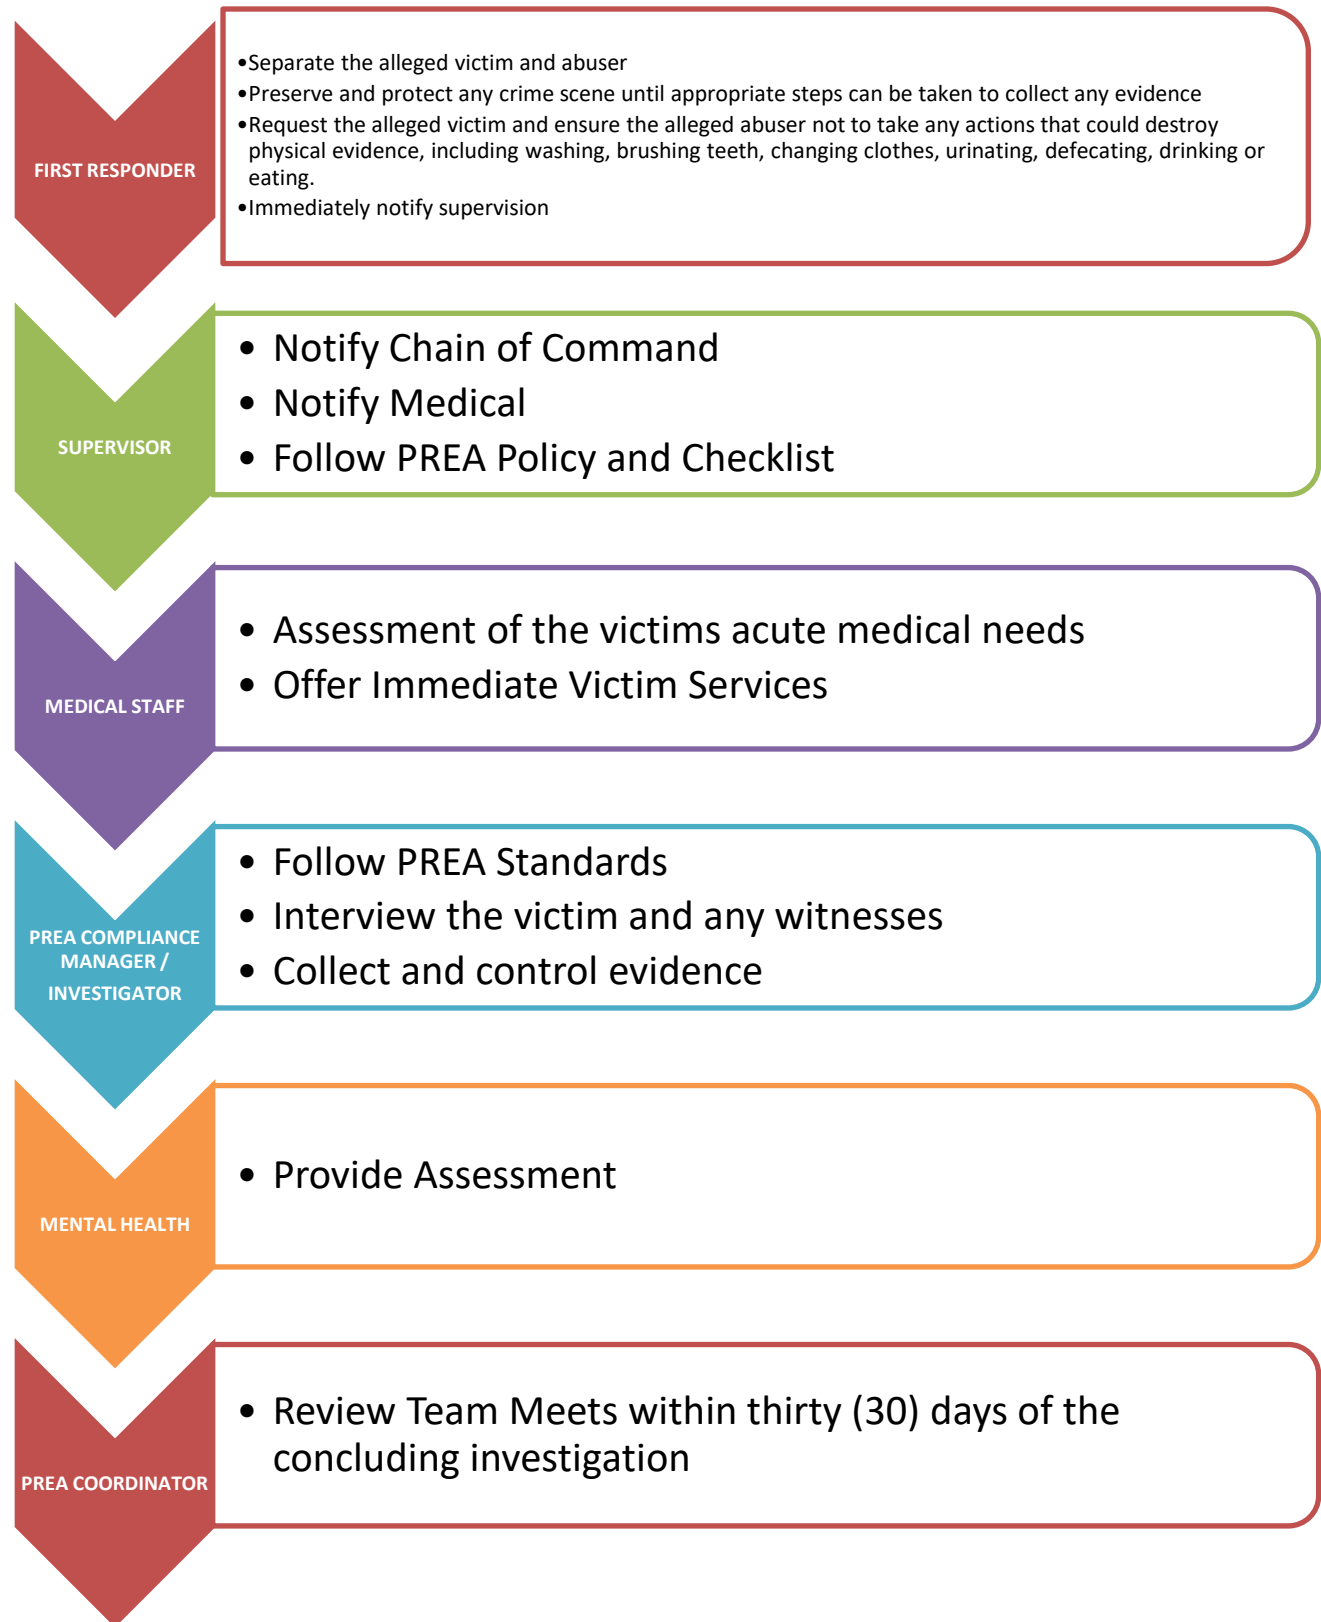 FIRST RESPONDER
•Separate the alleged victim and abuser
•Preserve and protect any crime scene until appropriate steps can be taken to collect any evidence
•Request the alleged victim and ensure the alleged abuser not to take any actions that could destroy
physical evidence, including washing, brushing teeth, changing clothes, urinating, defecating, drinking or
eating.
•Immediately notify supervision
SUPERVISOR
• Notify Chain of Command
• Notify Medical
• Follow PREA Policy and Checklist
MEDICAL STAFF
• Assessment of the victims acute medical needs
• Offer Immediate Victim Services
PREA COMPLIANCE
MANAGER /
INVESTIGATOR
• Follow PREA Standards
• Interview the victim and any witnesses
• Collect and control evidence
MENTAL HEALTH
• Provide Assessment
PREA COORDINATOR
• Review Team Meets within thirty (30) days of the
concluding investigation